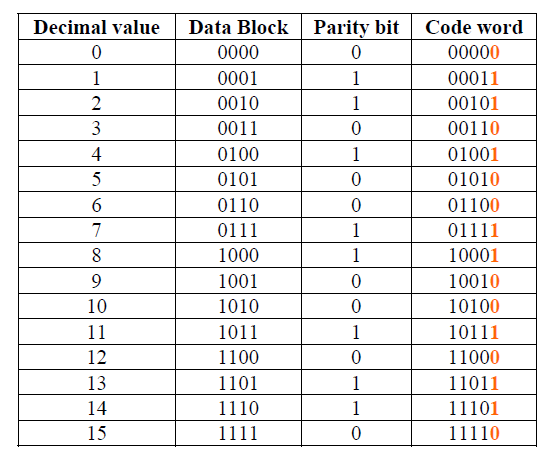 Decimal value Data Block Parity bit Code word
0 0000 0 00000
1 0001 1 00011
2 0010 1 00101
3 0011 0 00110
4 0100 1 01001
5 0101 0 01010
6 0110 0 01100
7 0111 1 01111
8 1000 1 10001
9 1001 0 10010
10 1010 0 10100
11 1011 1 10111
12 1100 0 11000
13 1101 1 11011
14 1110 1 11101
15 1111 0 11110